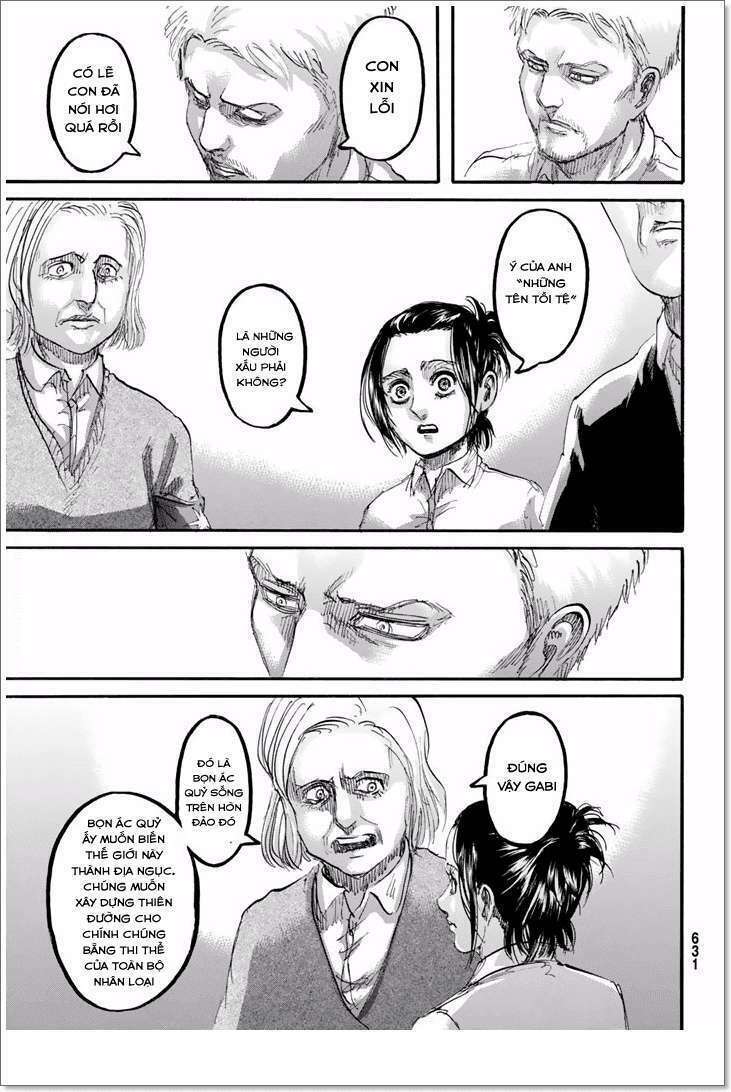 CON
XIN
LỖI
CÓ LẼ
CON ĐÃ
NÓI HƠI
QUÁ RỒI
Ý CỦA ANH
"NHỮNG
TÊN TỒI TỆ"
LÀ NHỮNG
NGƯỜI
XẤU PHẢI
KHÔNG?
ĐÚNG
VẬY GABI
ĐÓ LÀ
BỌN ÁC
QUỶ SỐNG
TRÊN HÒN
ĐẢO ĐÓ
BỌN ÁC QUỶ
ẤY MUỐN BIẾN
THẾ GIỚI NÀY
THÀNH ĐỊA NGỤC.
CHÚNG MUỐN
XÂY DỰNG THIÊN
ĐƯỜNG CHO
CHÍNH CHÚNG
BẰNG THI THỂ
CỦA TOÀN BỘ
NHÂN LOẠI
631